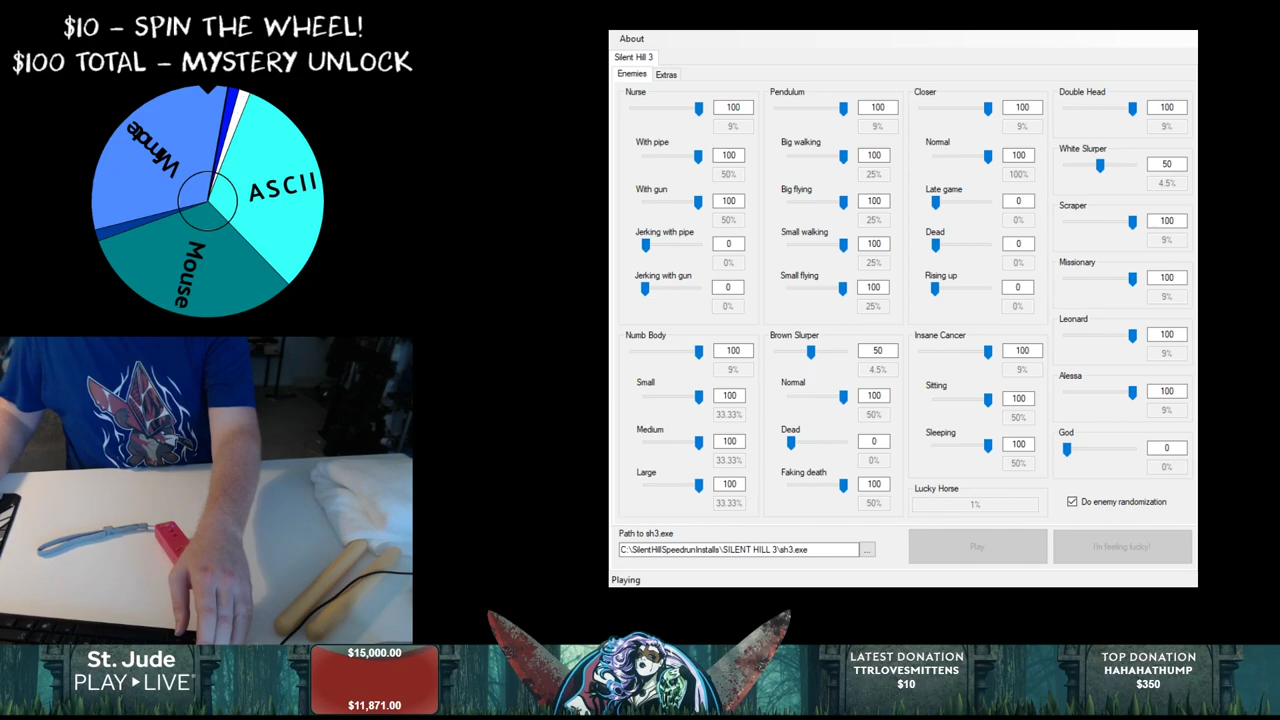 $10 - SPIN THE WHEEL!
$100 TOTAL - MYSTERY UNLOCK
Wiimote
ASCII
Mouse
About
Silent Hill 3
Enemies Extras
Nurse
100
9%
With pipe
100
50%
With gun
100
50%
Jerking with pipe
0
0%
Jerking with gun
0
0%
Pendulum
100
9%
Big walking
100
25%
Big flying
100
25%
Small walking
100
25%
Small flying
100
25%
Closer
100
9%
Normal
100
100%
Late game
0
0%
Dead
0
0%
Rising up
0
0%
Double Head
100
9%
White Slurper
50
4.5%
Scraper
100
9%
Missionary
100
9%
Leonard
100
9%
Alessa
100
9%
God
0
0%
Numb Body
100
9%
Small
100
33.33%
Medium
100
33.33%
Large
100
33.33%
Brown Slurper
50
4.5%
Normal
100
50%
Dead
0
0%
Faking death
100
50%
Insane Cancer
100
9%
Sitting
100
50%
Sleeping
100
50%
Lucky Horse
1%
Do enemy randomization
Path to sh3.exe
C:\SilentHillSpeedrunInstalls\SILENT HILL 3\sh3.exe
...
Play
I'm feeling lucky!
Playing
St. Jude
PLAY LIVE
$15,000.00
$11,871.00
LATEST DONATION
TTRLOVESMITTENS
$10
TOP DONATION
HAHAHATHUMP
$350